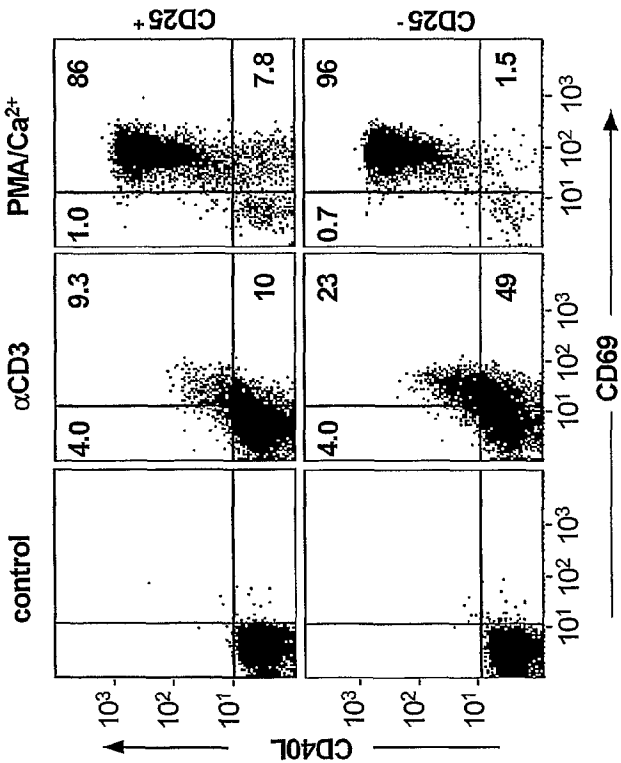 control
αCD3
PMA/Ca²⁺
4.0
9.3
10
1.0
86
7.8
CD25⁺
4.0
23
49
0.7
96
1.5
CD25⁻
10³
10²
10¹
10³
10²
10¹
CD40L
10¹ 10² 10³
10¹ 10² 10³
10¹ 10² 10³
CD69